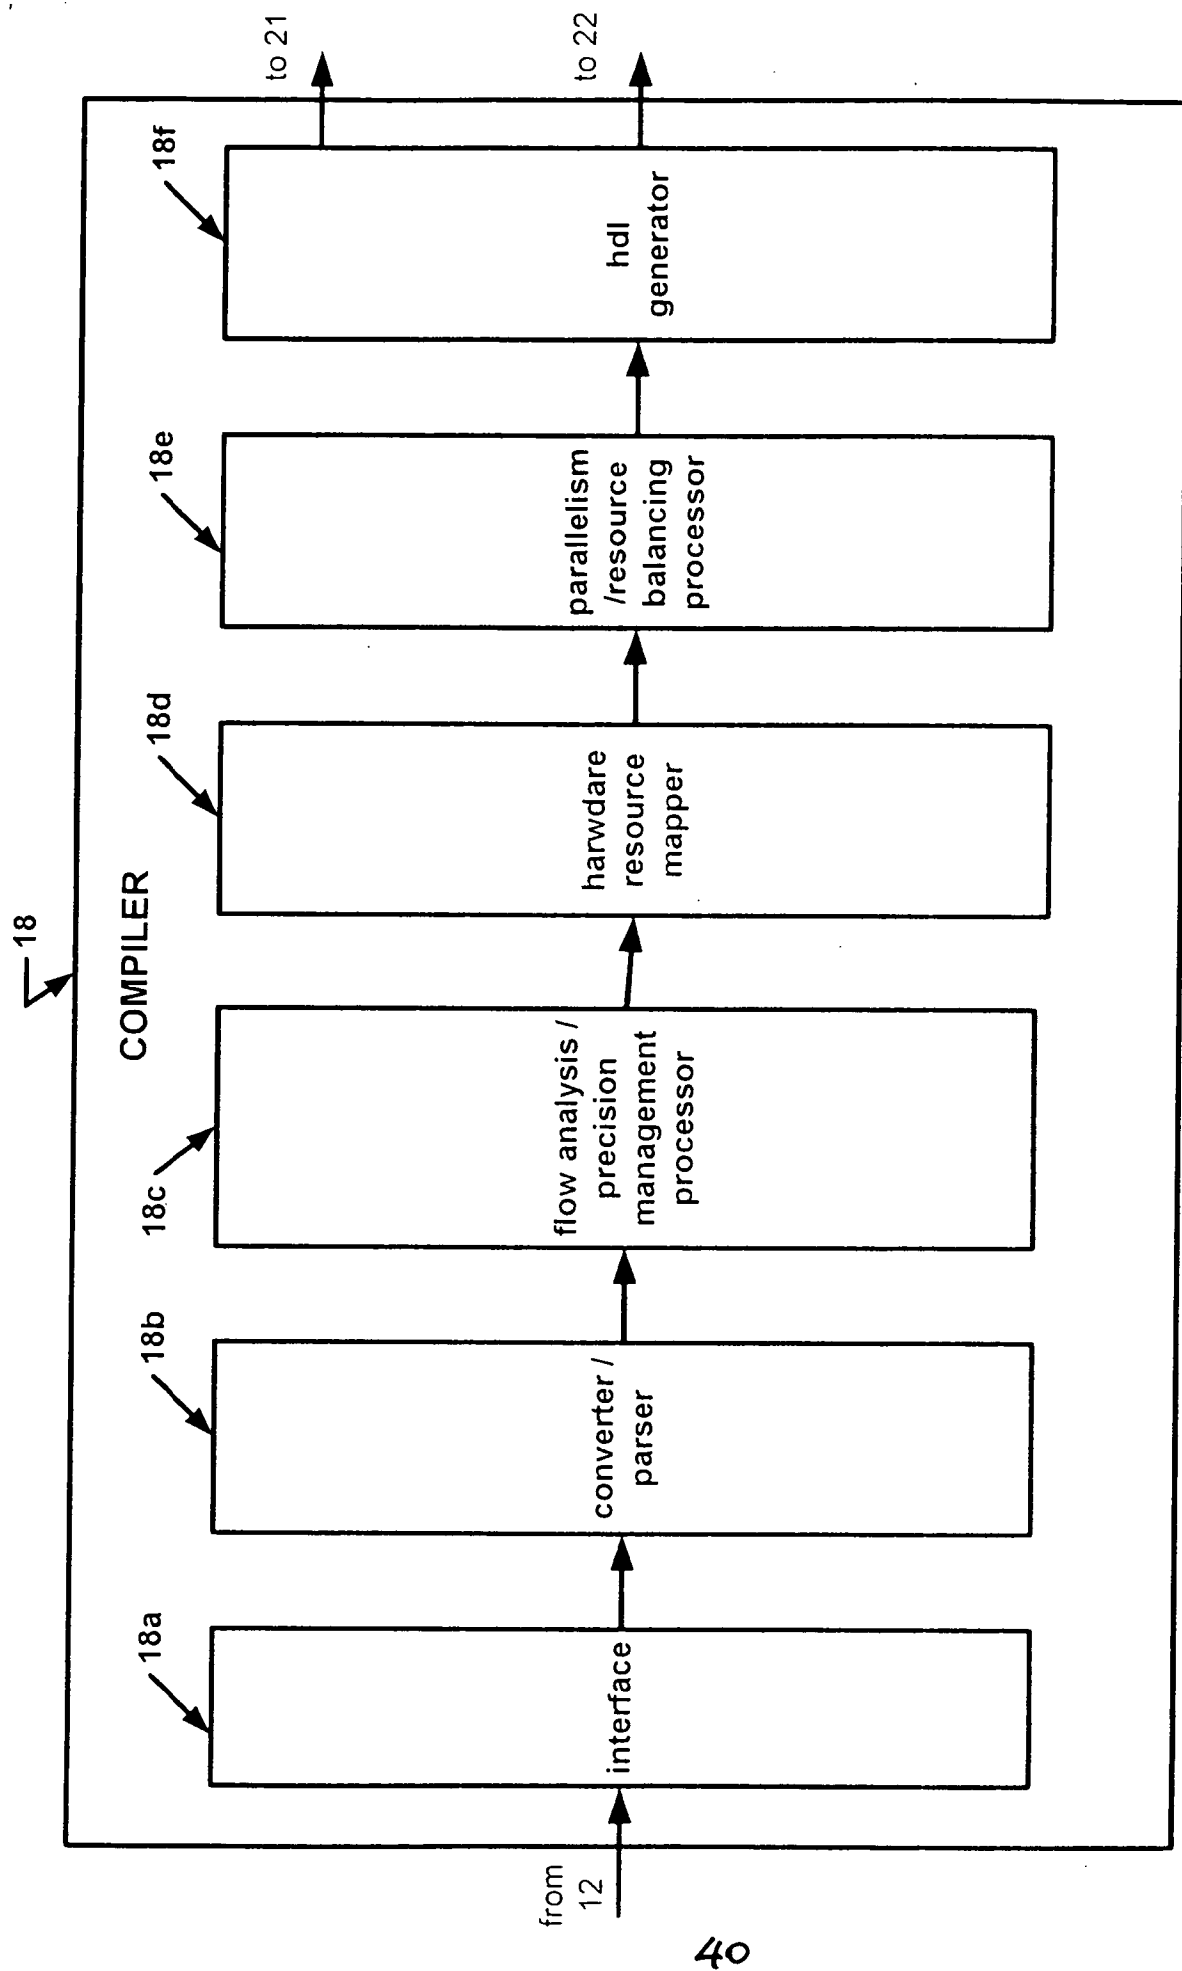 18
COMPILER
from
12
18a
interface
18b
converter /
parser
18c
flow analysis /
precision
management
processor
18d
harwdare
resource
mapper
18e
parallelism
/resource
balancing
processor
18f
hdl
generator
to 21
to 22
40